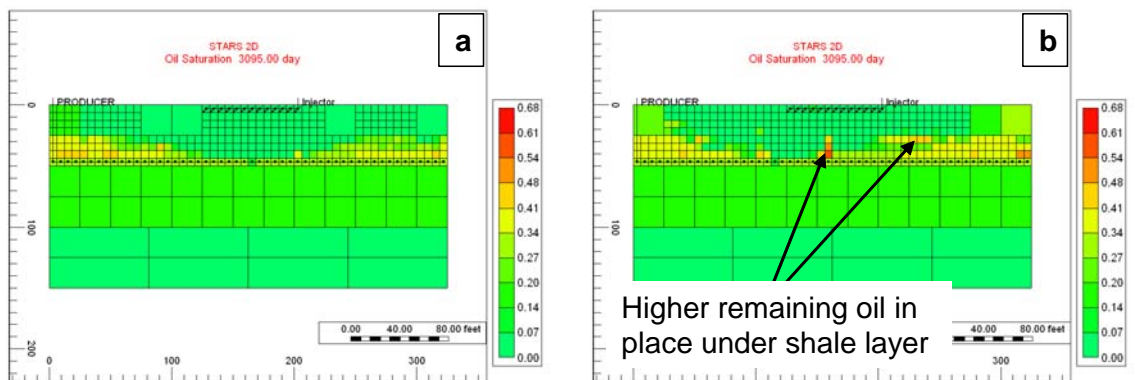 a
STARS 2D
Oil Saturation 3095.00 day
PRODUCER
Injector
0
100
200
0.68
0.61
0.54
0.48
0.41
0.34
0.27
0.20
0.14
0.07
0.00
0.00 40.00 80.00 feet
0 100 200 300
b
STARS 2D
Oil Saturation 3095.00 day
PRODUCER
Injector
0
100
0.68
0.61
0.54
0.48
0.41
0.34
0.27
0.20
0.14
0.07
0.00
Higher remaining oil in
place under shale layer
40.00 80.00 feet
300